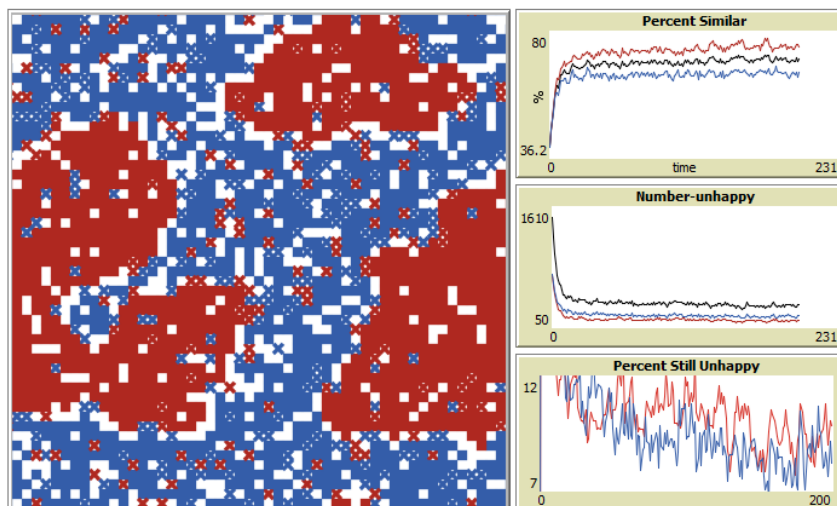 Percent Similar
80
%
36.2
0 time 231
Number-unhappy
1610
50
0 231
Percent Still Unhappy
12
7
0 200